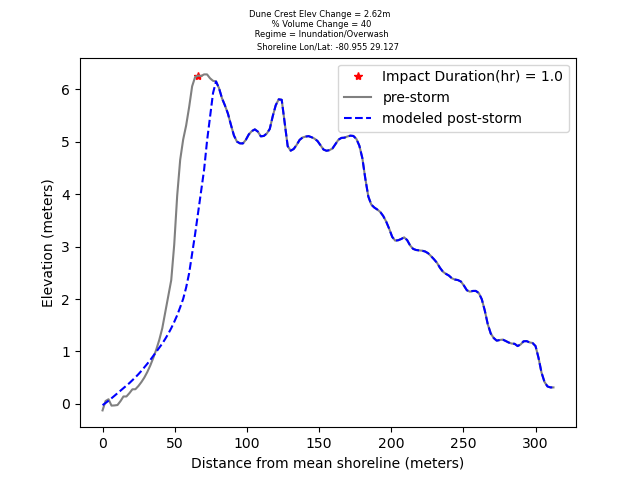 Dune Crest Elev Change = 2.62m
% Volume Change = 40
Regime = Inundation/Overwash
Shoreline Lon/Lat: -80.955 29.127
Impact Duration(hr) = 1.0
pre-storm
modeled post-storm
Elevation (meters)
6
5
4
3
2
1
0
0 50 100 150 200 250 300
Distance from mean shoreline (meters)